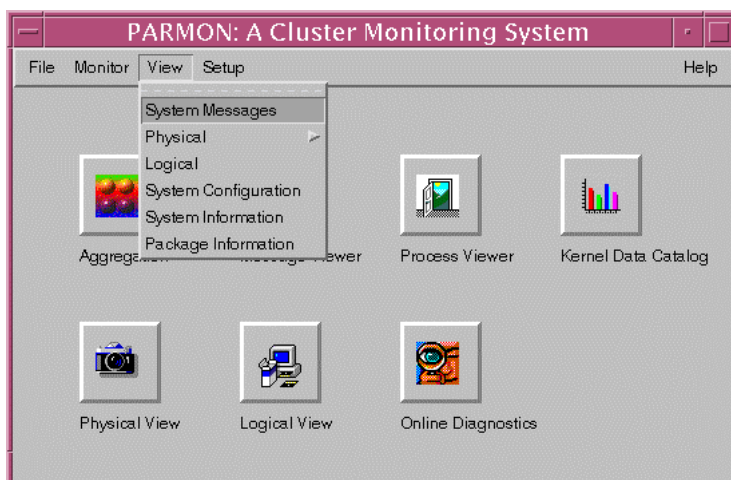 PARMON: A Cluster Monitoring System
File Monitor View Setup Help
System Messages
Physical
Logical
System Configuration
System Information
Package Information
Process Viewer Kernel Data Catalog
Physical View Logical View Online Diagnostics